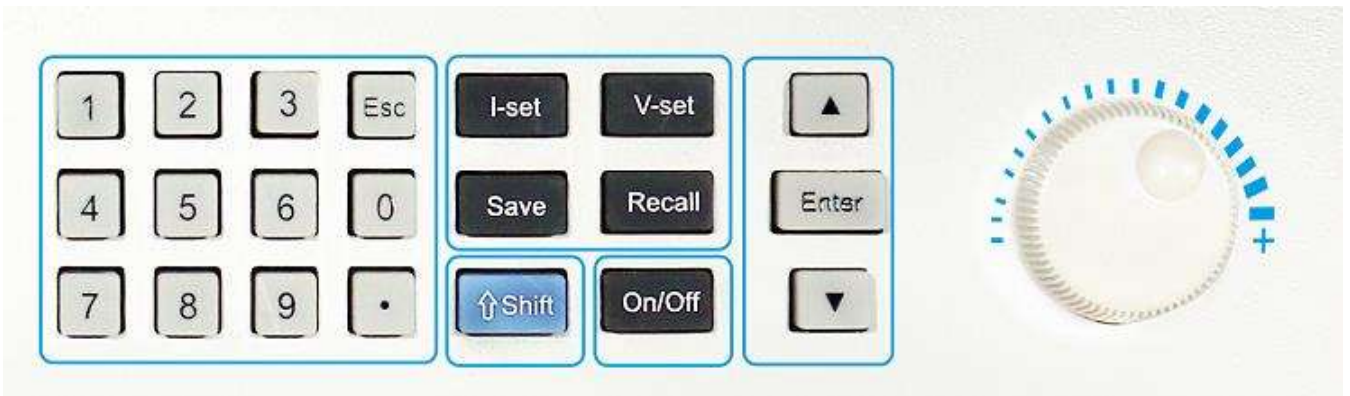 1 2 3 Esc I-set V-set ▲
4 5 6 0 Save Recall Enter
7 8 9 . ⇧Shift On/Off ▼
- +